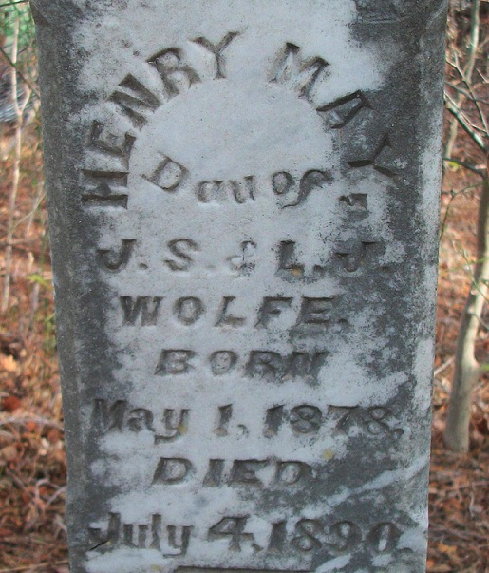 HENRY MAY.
Dau of
J. S. & L. J.
WOLFE.
BORN
May 1, 1878,
DIED
July 4, 1890.